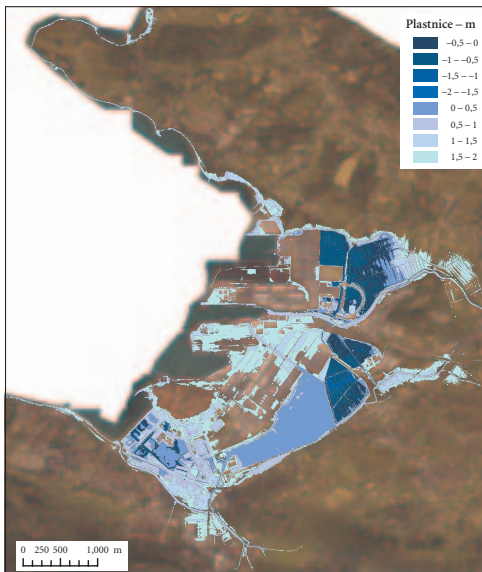 Plastnice – m
–0,5 – 0
–1 – –0,5
–1,5 – –1
–2 – –1,5
0 – 0,5
0,5 – 1
1 – 1,5
1,5 – 2
0 250 500 1,000 m